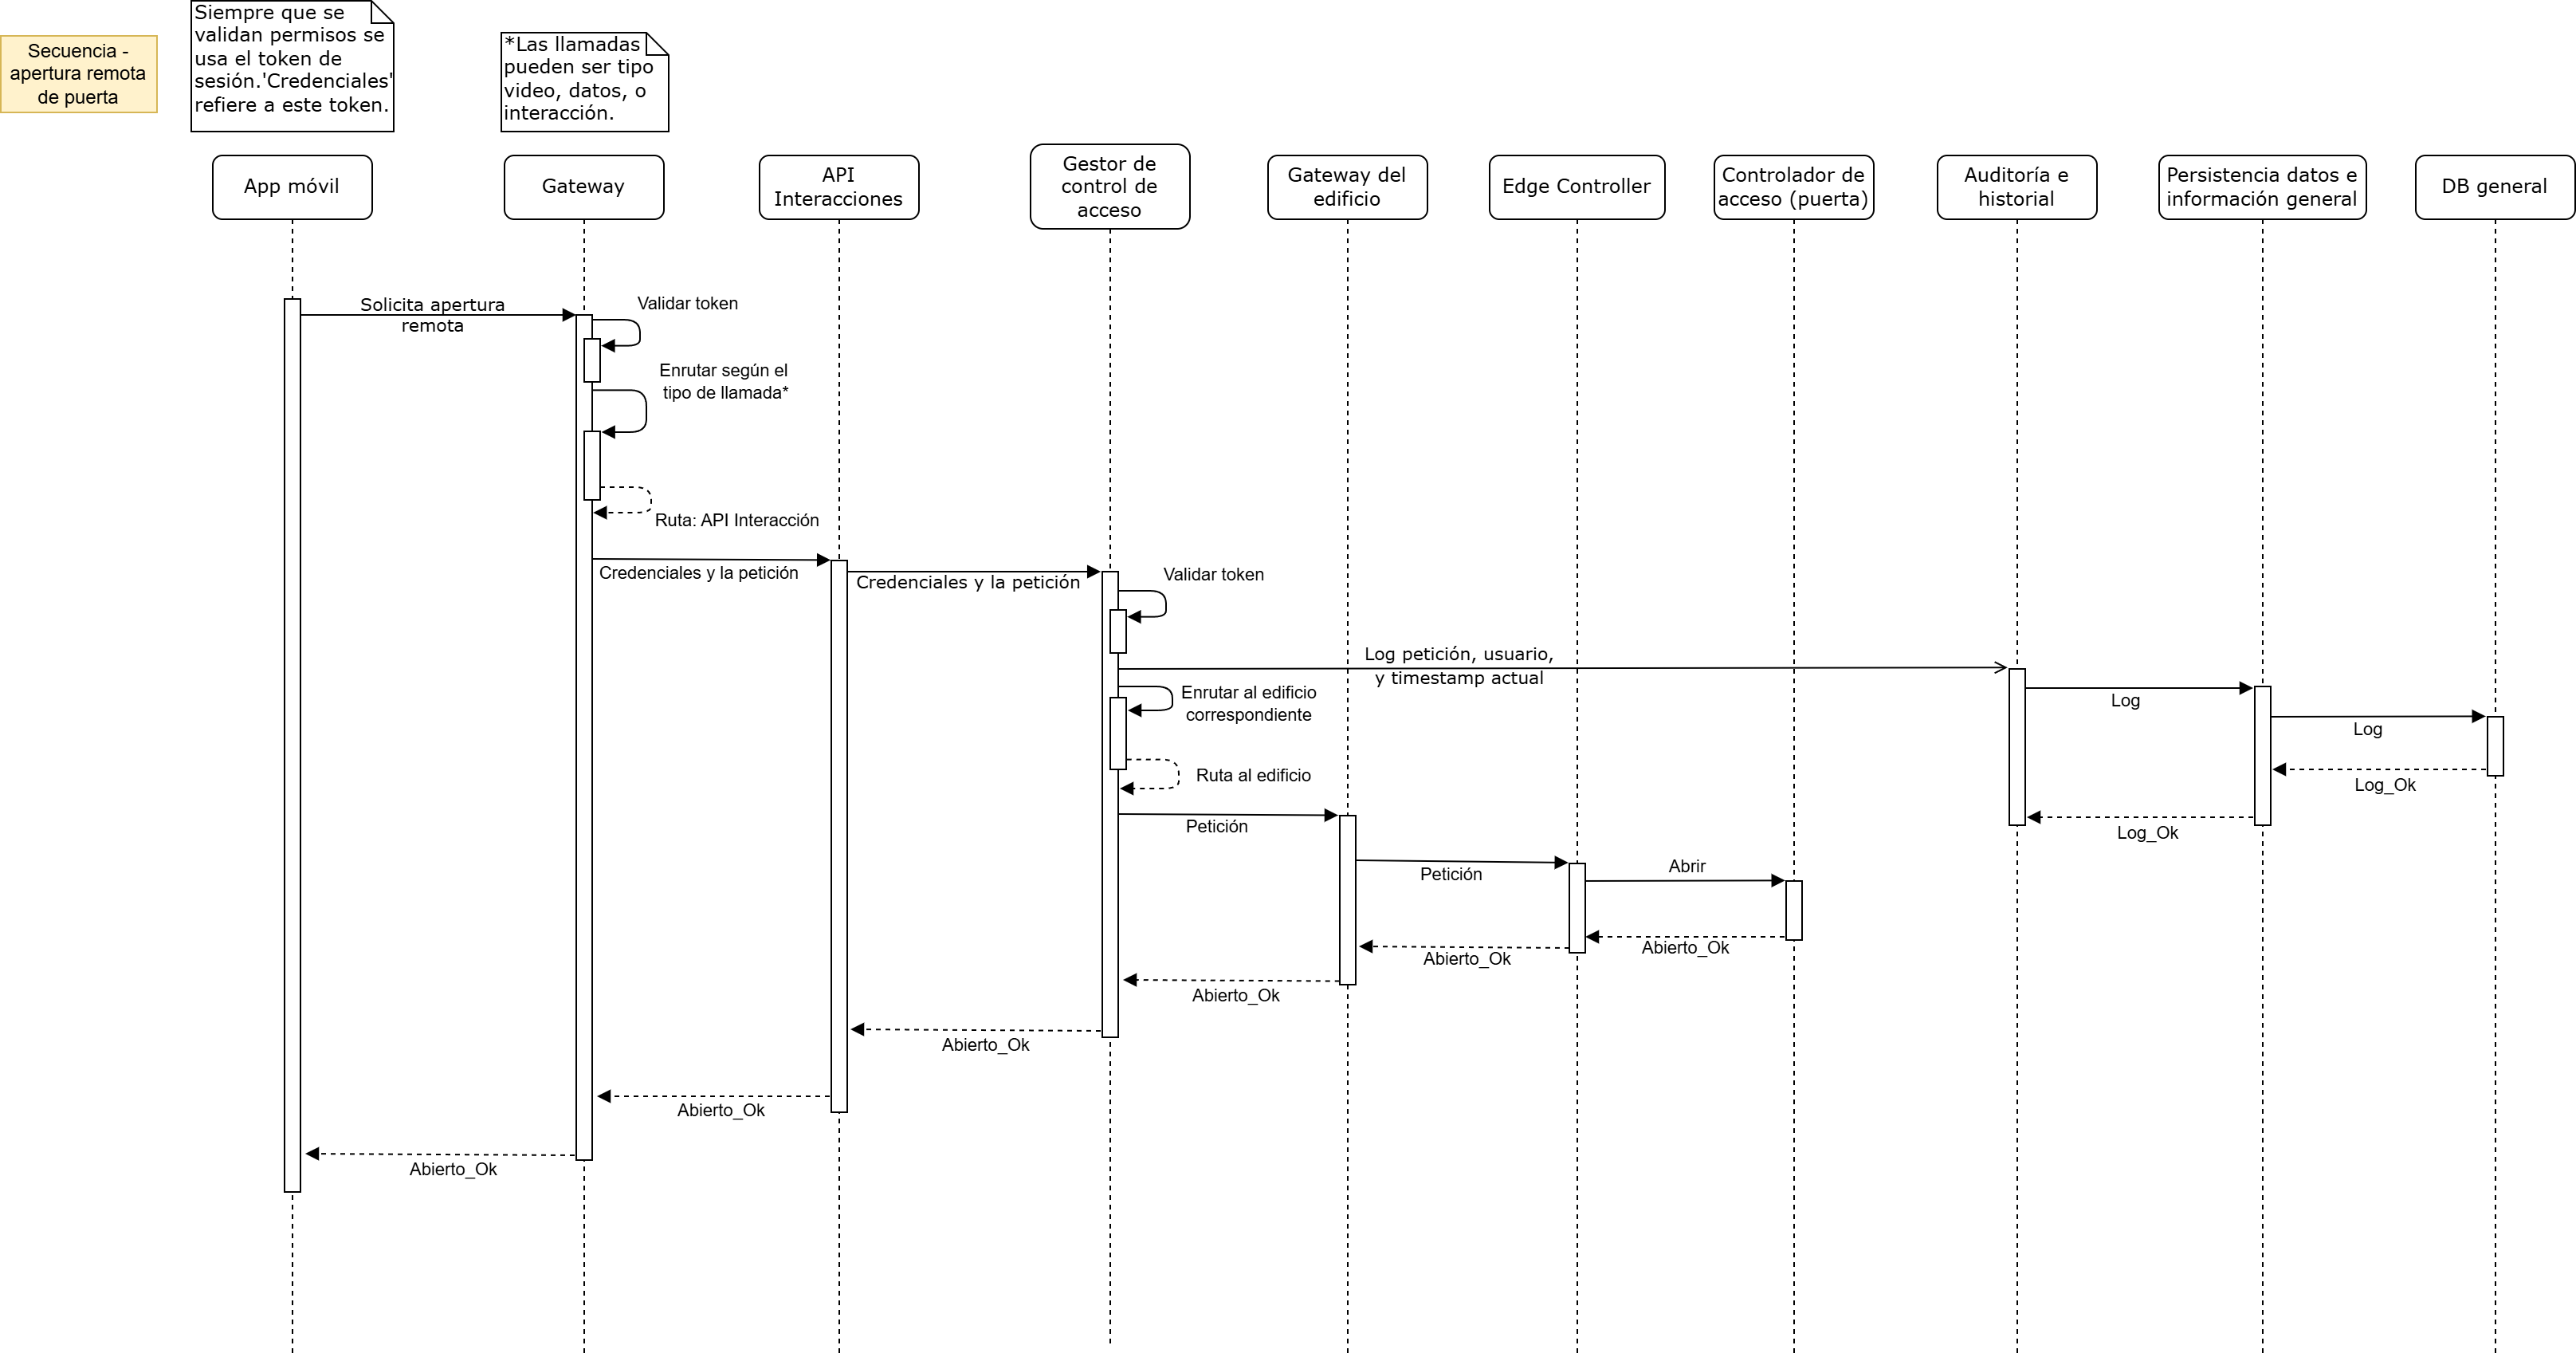 Siempre que se
validan permisos se
usa el token de
sesión.'Credenciales'
refiere a este token.
Secuencia -
apertura remota
de puerta
*Las llamadas
pueden ser tipo
video, datos, o
interacción.
App móvil
Gateway
API
Interacciones
Gestor de
control de
acceso
Gateway del
edificio
Edge Controller
Controlador de
acceso (puerta)
Auditoría e
historial
Persistencia datos e
información general
DB general
Solicita apertura
remota
Validar token
Enrutar según el
tipo de llamada*
Ruta: API Interacción
Credenciales y la petición
Credenciales y la petición
Validar token
Log petición, usuario,
y timestamp actual
Enrutar al edificio
correspondiente
Log
Log
Ruta al edificio
Log_Ok
Log_Ok
Petición
Petición
Abrir
Abierto_Ok
Abierto_Ok
Abierto_Ok
Abierto_Ok
Abierto_Ok
Abierto_Ok